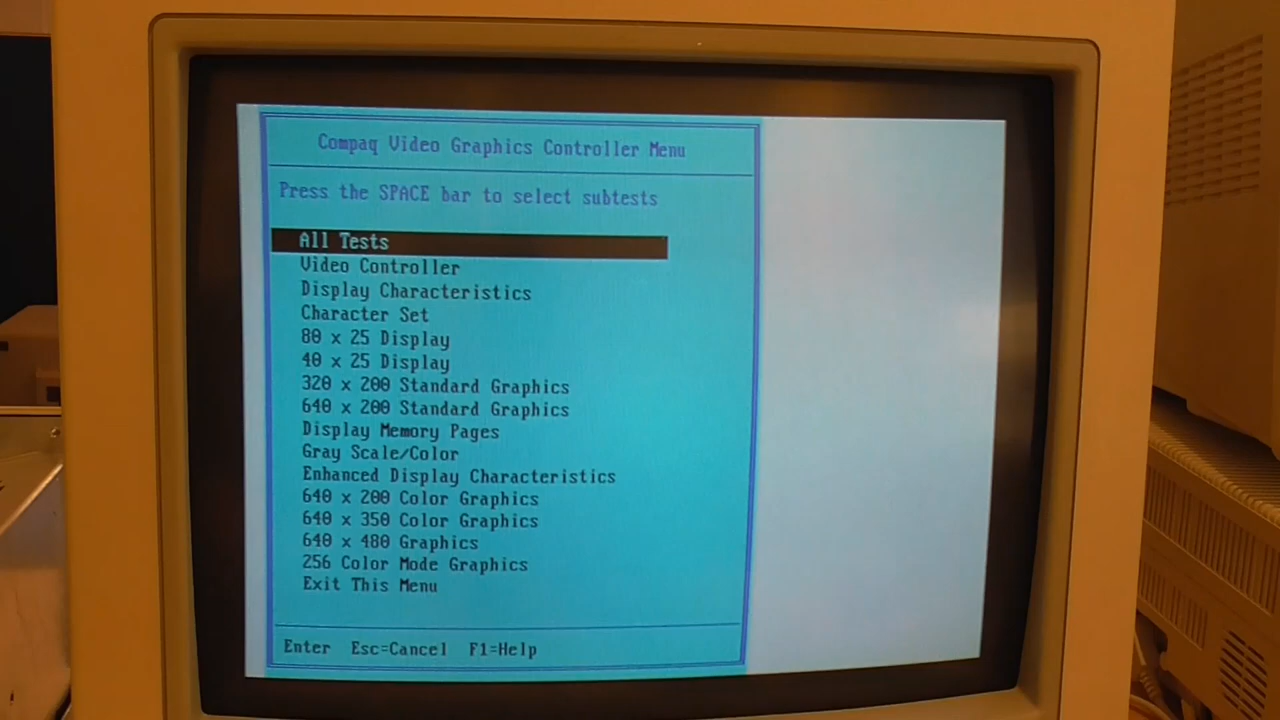 Compaq Video Graphics Controller Menu
Press the SPACE bar to select subtests
All Tests
Video Controller
Display Characteristics
Character Set
80 x 25 Display
40 x 25 Display
320 x 200 Standard Graphics
640 x 200 Standard Graphics
Display Memory Pages
Gray Scale/Color
Enhanced Display Characteristics
640 x 200 Color Graphics
640 x 350 Color Graphics
640 x 480 Graphics
256 Color Mode Graphics
Exit This Menu
Enter Esc=Cancel F1=Help